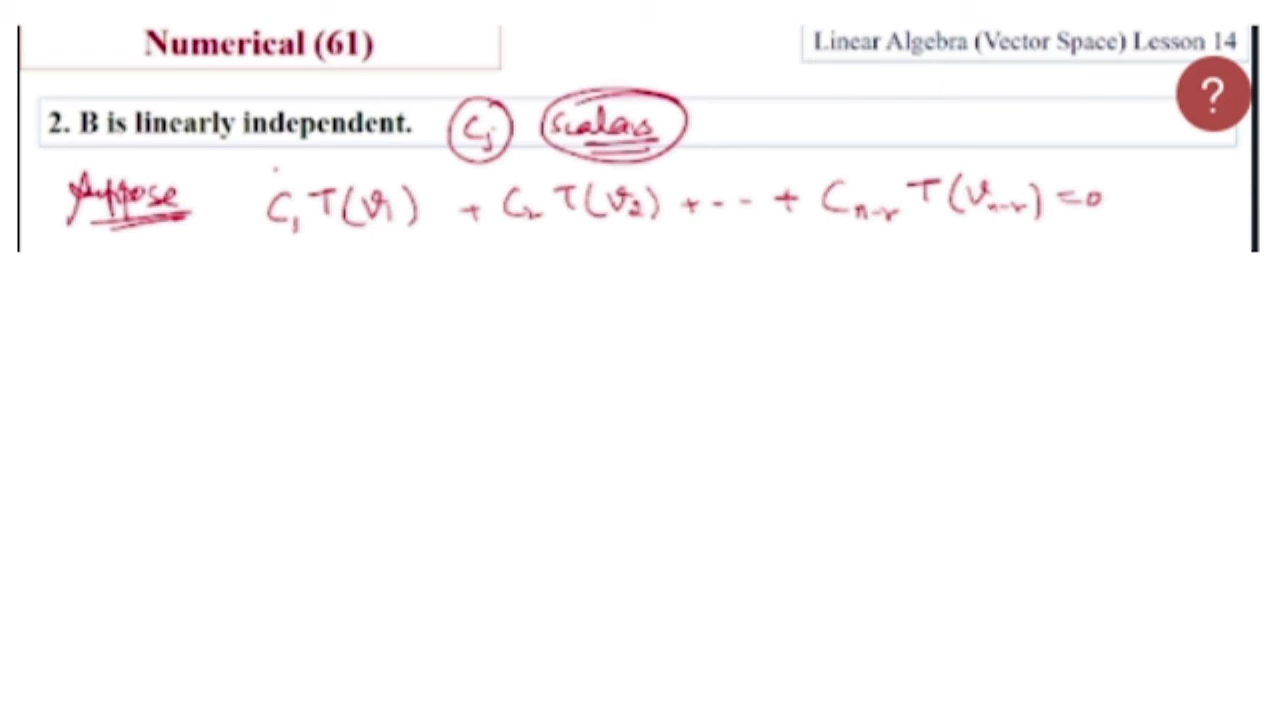 Numerical (61)
Linear Algebra (Vector Space) Lesson 14
?
2. B is linearly independent. Cj scalars
Suppose C₁ T(v₁) + C₂ T(v₂) + - - + Cn-r T(vn-r) = 0